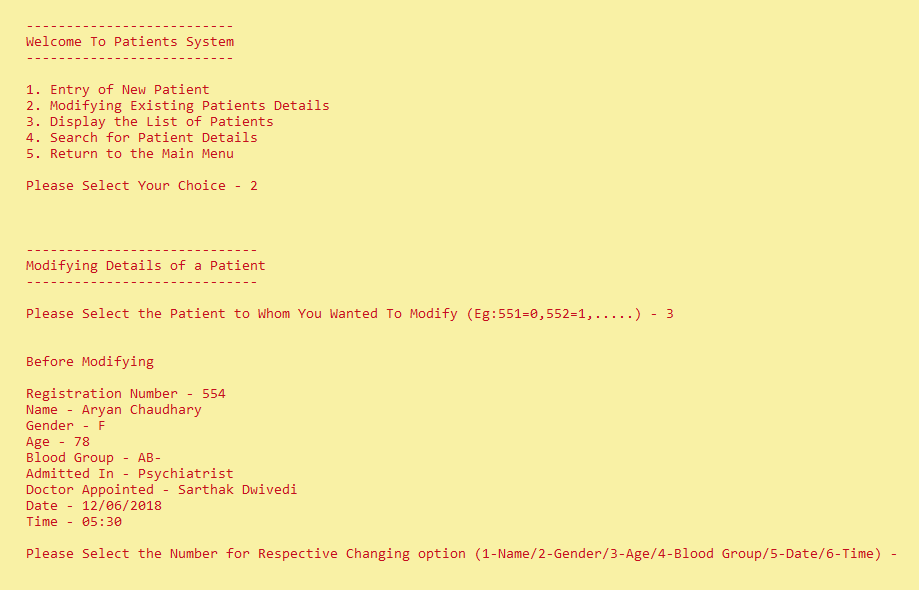 --------------------------
Welcome To Patients System
--------------------------
1. Entry of New Patient
2. Modifying Existing Patients Details
3. Display the List of Patients
4. Search for Patient Details
5. Return to the Main Menu
Please Select Your Choice - 2
-----------------------------
Modifying Details of a Patient
-----------------------------
Please Select the Patient to Whom You Wanted To Modify (Eg:551=0,552=1,.....) - 3
Before Modifying
Registration Number - 554
Name - Aryan Chaudhary
Gender - F
Age - 78
Blood Group - AB-
Admitted In - Psychiatrist
Doctor Appointed - Sarthak Dwivedi
Date - 12/06/2018
Time - 05:30
Please Select the Number for Respective Changing option (1-Name/2-Gender/3-Age/4-Blood Group/5-Date/6-Time) -